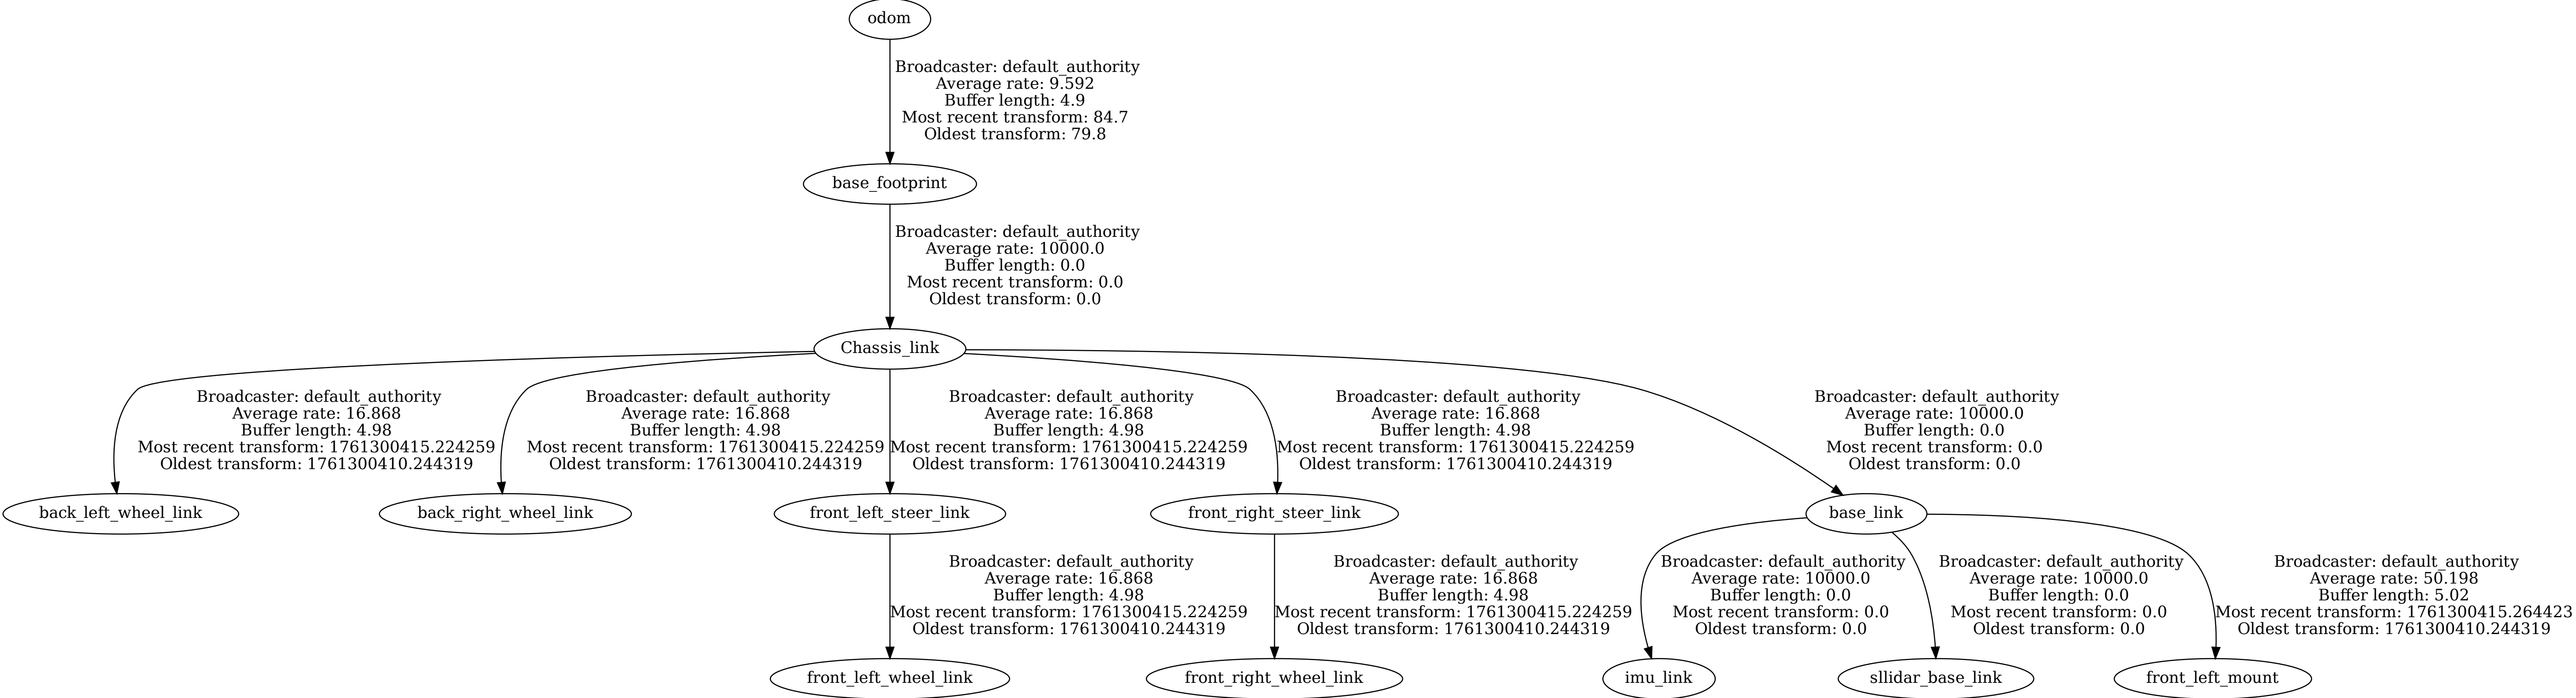 odom
Broadcaster: default_authority
Average rate: 9.592
Buffer length: 4.9
Most recent transform: 84.7
Oldest transform: 79.8
base_footprint
Broadcaster: default_authority
Average rate: 10000.0
Buffer length: 0.0
Most recent transform: 0.0
Oldest transform: 0.0
Chassis_link
Broadcaster: default_authority
Average rate: 16.868
Buffer length: 4.98
Most recent transform: 1761300415.224259
Oldest transform: 1761300410.244319
Broadcaster: default_authority
Average rate: 16.868
Buffer length: 4.98
Most recent transform: 1761300415.224259
Oldest transform: 1761300410.244319
Broadcaster: default_authority
Average rate: 16.868
Buffer length: 4.98
Most recent transform: 1761300415.224259
Oldest transform: 1761300410.244319
Broadcaster: default_authority
Average rate: 16.868
Buffer length: 4.98
Most recent transform: 1761300415.224259
Oldest transform: 1761300410.244319
Broadcaster: default_authority
Average rate: 10000.0
Buffer length: 0.0
Most recent transform: 0.0
Oldest transform: 0.0
back_left_wheel_link
back_right_wheel_link
front_left_steer_link
front_right_steer_link
base_link
Broadcaster: default_authority
Average rate: 16.868
Buffer length: 4.98
Most recent transform: 1761300415.224259
Oldest transform: 1761300410.244319
Broadcaster: default_authority
Average rate: 16.868
Buffer length: 4.98
Most recent transform: 1761300415.224259
Oldest transform: 1761300410.244319
Broadcaster: default_authority
Average rate: 10000.0
Buffer length: 0.0
Most recent transform: 0.0
Oldest transform: 0.0
Broadcaster: default_authority
Average rate: 10000.0
Buffer length: 0.0
Most recent transform: 0.0
Oldest transform: 0.0
Broadcaster: default_authority
Average rate: 50.198
Buffer length: 5.02
Most recent transform: 1761300415.264423
Oldest transform: 1761300410.244319
front_left_wheel_link
front_right_wheel_link
imu_link
sllidar_base_link
front_left_mount